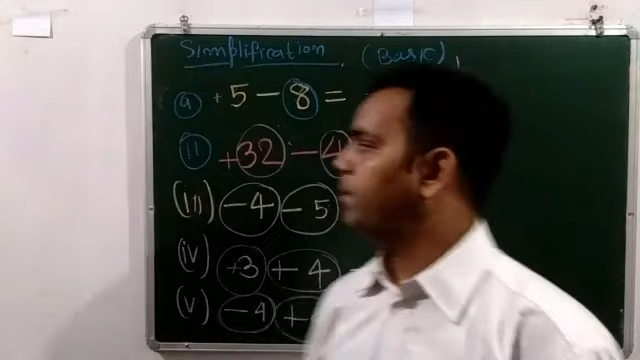 Simplification. (Basic)
a +5 - 8 =
(ii) +32 - 4
(iii) -4 - 5
(iv) +3 + 4
(v) -4 +